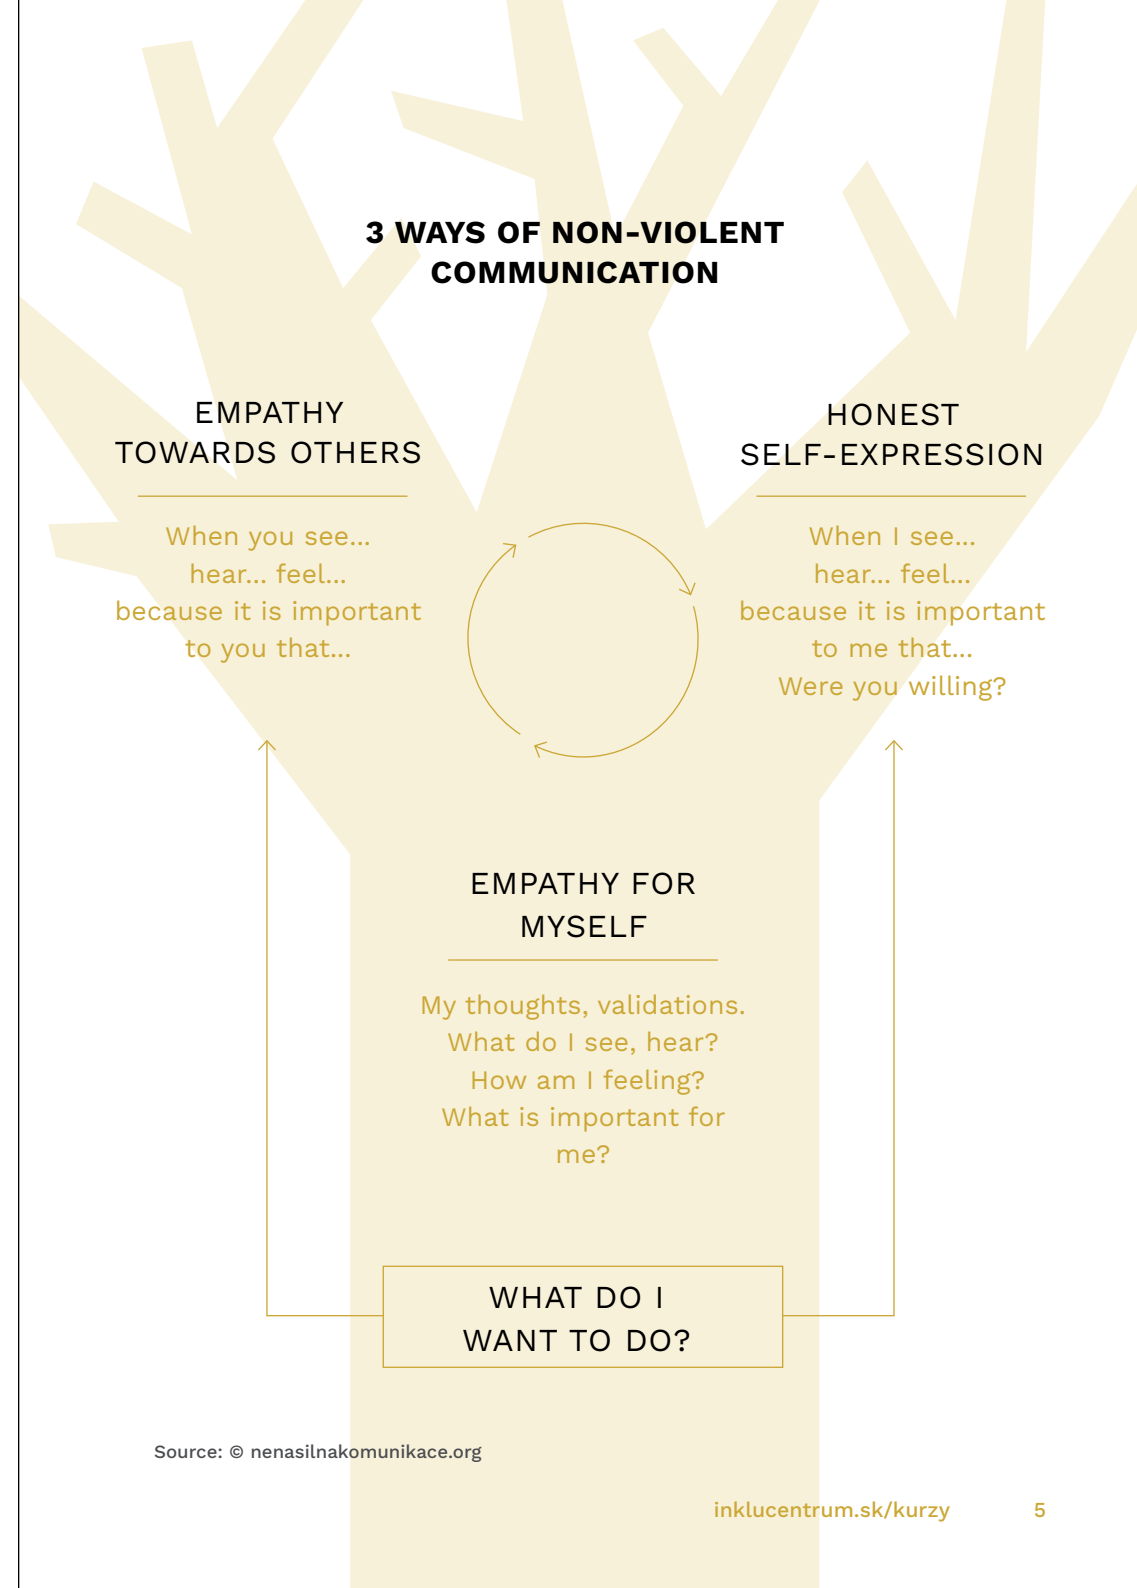 3 WAYS OF NON-VIOLENT
COMMUNICATION
EMPATHY
TOWARDS OTHERS
When you see...
hear... feel...
because it is important
to you that...
HONEST
SELF-EXPRESSION
When I see...
hear... feel...
because it is important
to me that...
Were you willing?
EMPATHY FOR
MYSELF
My thoughts, validations.
What do I see, hear?
How am I feeling?
What is important for
me?
WHAT DO I
WANT TO DO?
Source: © nenasilnakomunikace.org
inklucentrum.sk/kurzy 5